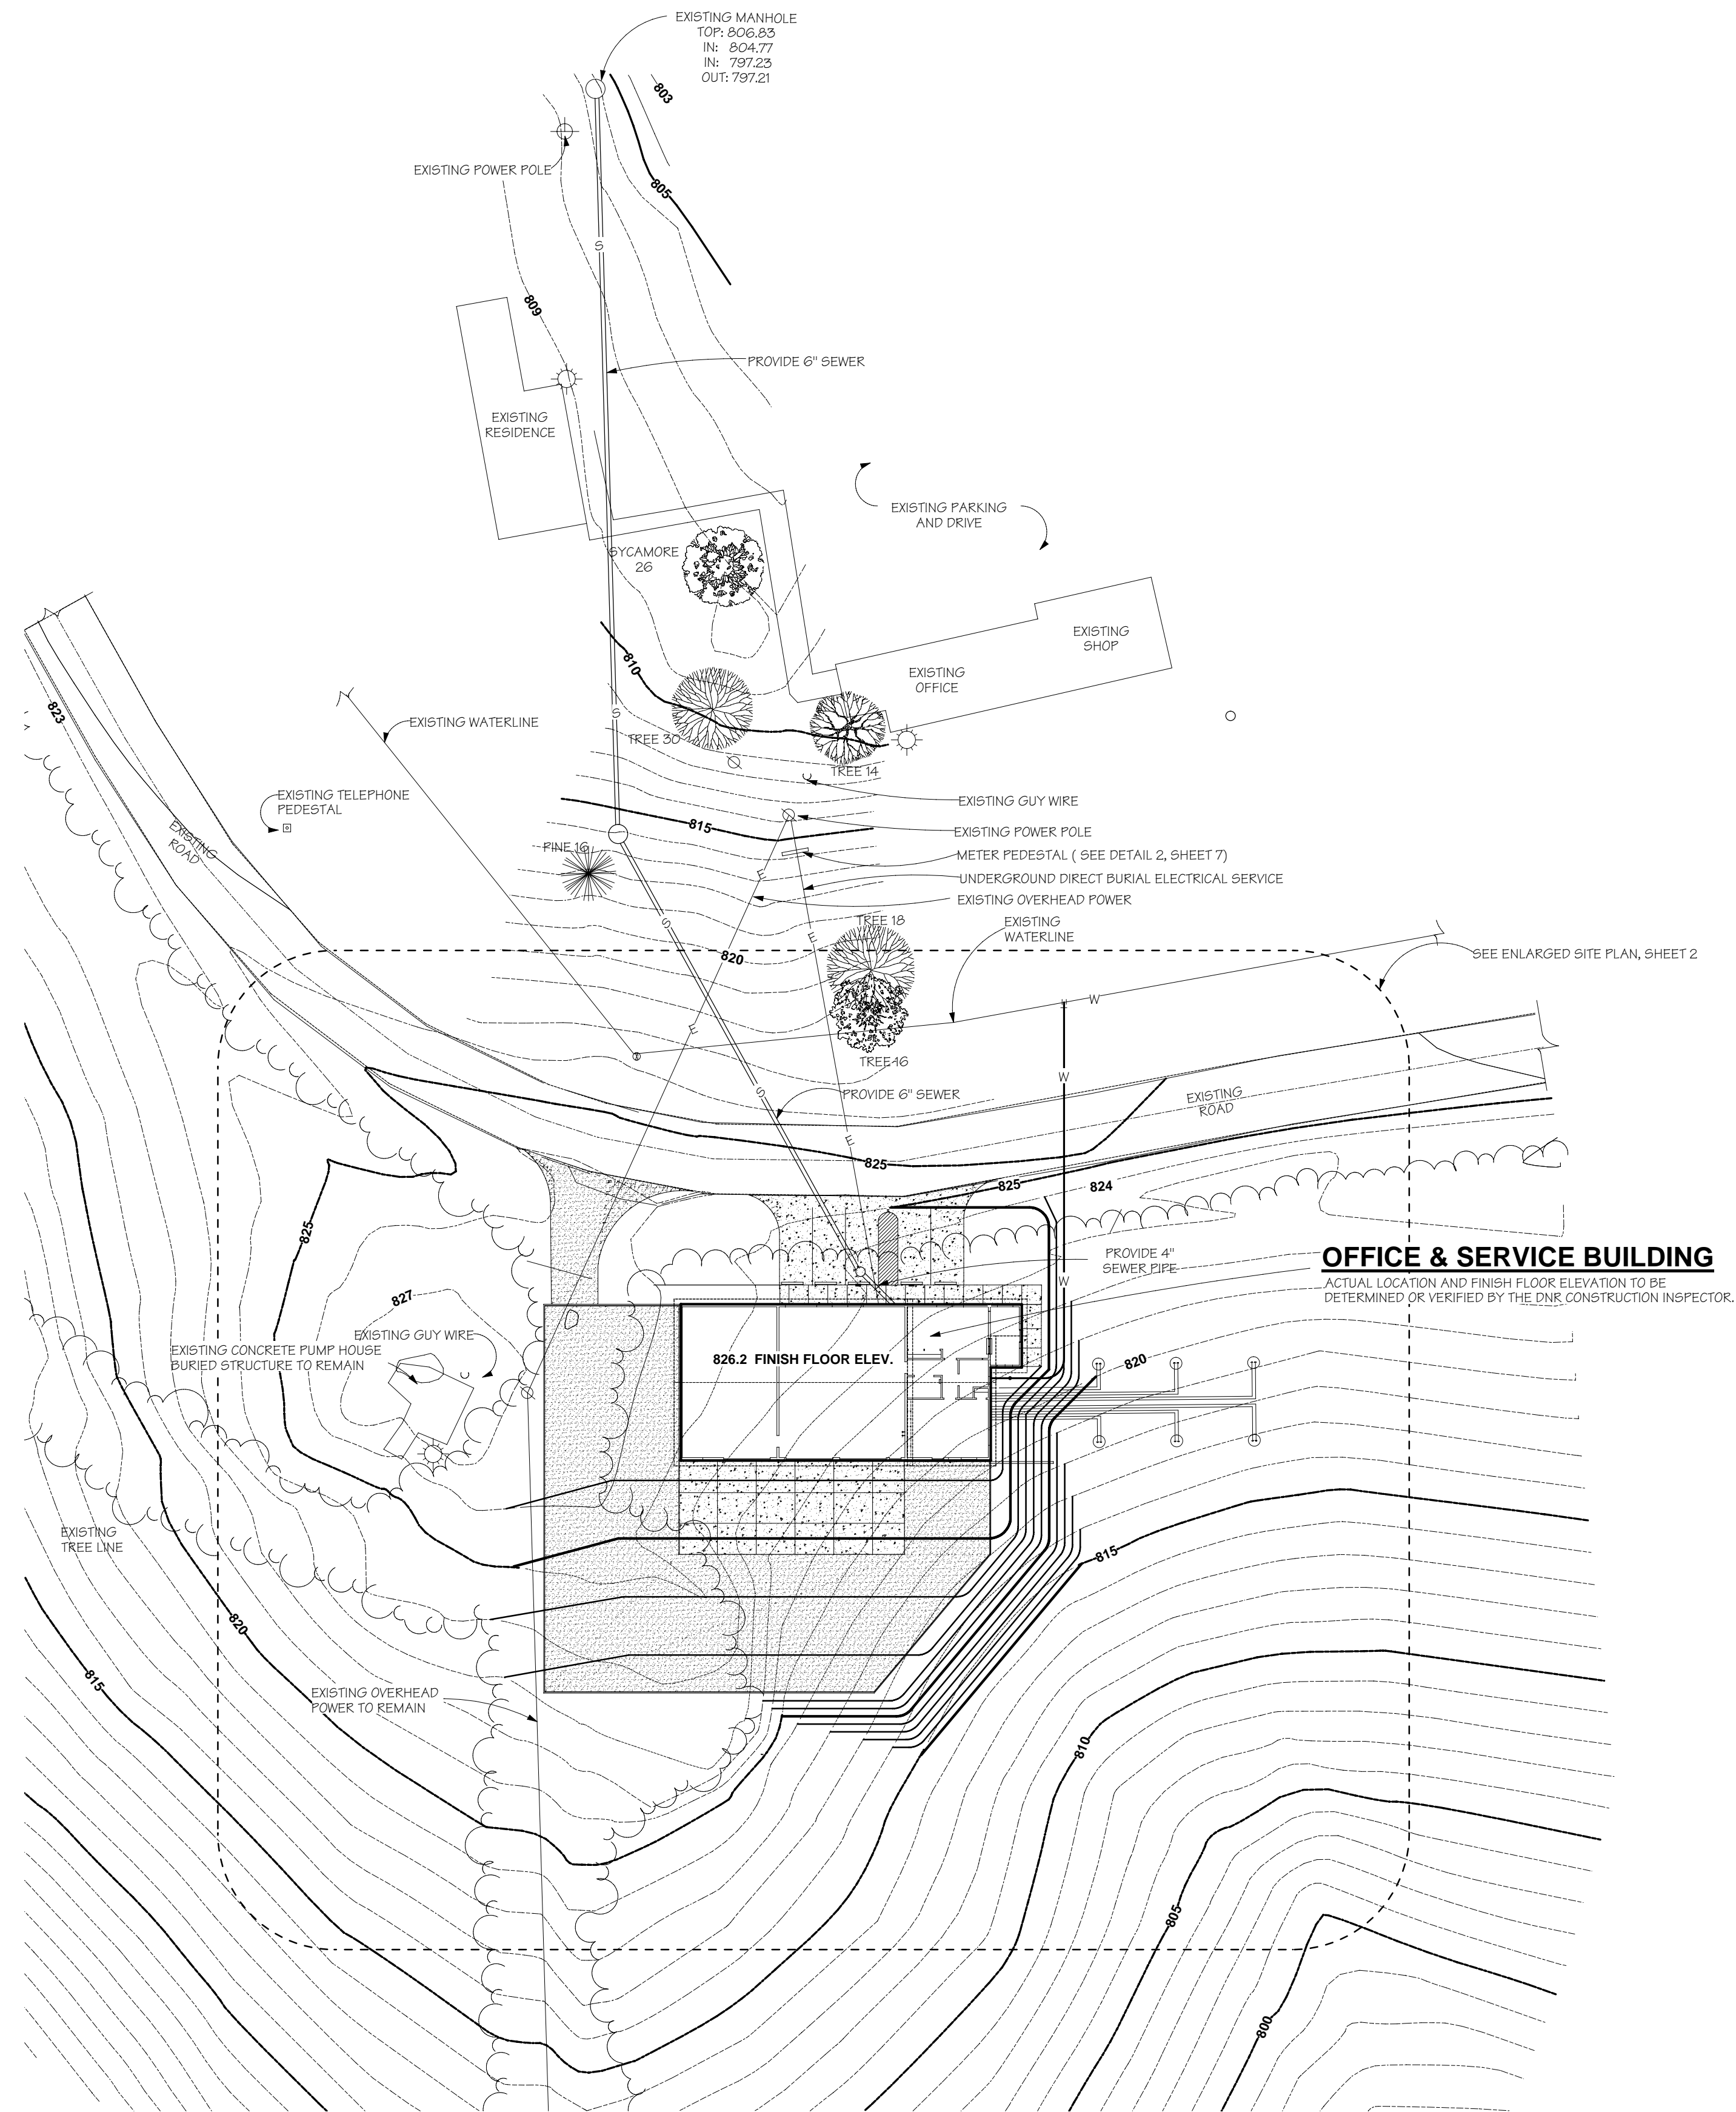 EXISTING MANHOLE
TOP: 806.83
IN: 804.77
IN: 797.23
OUT: 797.21
803
EXISTING POWER POLE
805
S
809
PROVIDE 6" SEWER
EXISTING
RESIDENCE
EXISTING PARKING
AND DRIVE
SYCAMORE
26
EXISTING
SHOP
EXISTING
OFFICE
810
823
S
EXISTING WATERLINE
TREE 30
TREE 14
EXISTING TELEPHONE
PEDESTAL
EXISTING GUY WIRE
815
EXISTING POWER POLE
EXISTING
ROAD
PINE 16
METER PEDESTAL ( SEE DETAIL 2, SHEET 7)
E
UNDERGROUND DIRECT BURIAL ELECTRICAL SERVICE
EXISTING OVERHEAD POWER
TREE 18
EXISTING
WATERLINE
S
E
820
SEE ENLARGED SITE PLAN, SHEET 2
W
E
TREE 16
W
S
PROVIDE 6" SEWER
EXISTING
ROAD
E
825
825
824
825
PROVIDE 4"
SEWER PIPE
W
OFFICE & SERVICE BUILDING
ACTUAL LOCATION AND FINISH FLOOR ELEVATION TO BE
DETERMINED OR VERIFIED BY THE DNR CONSTRUCTION INSPECTOR.
827
EXISTING GUY WIRE
EXISTING CONCRETE PUMP HOUSE
BURIED STRUCTURE TO REMAIN
826.2 FINISH FLOOR ELEV.
820
EXISTING
TREE LINE
815
820
815
EXISTING OVERHEAD
POWER TO REMAIN
810
805
800